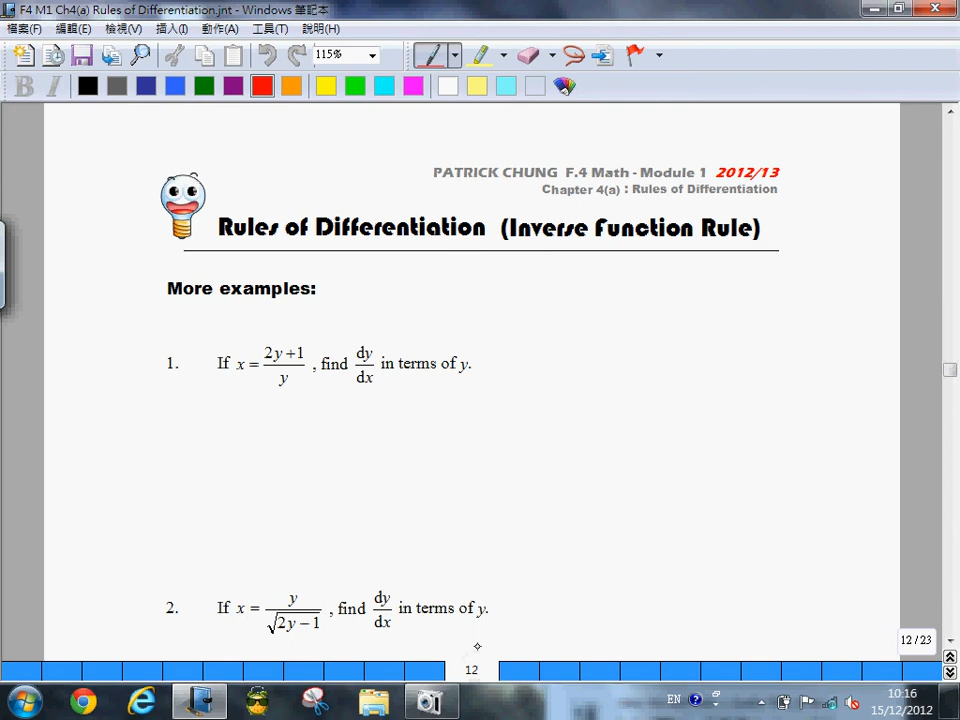 F4 M1 Ch4(a) Rules of Differentiation.jnt - Windows 筆記本
檔案(F) 編輯(E) 檢視(V) 插入(I) 動作(A) 工具(T) 說明(H)
115%
B I
PATRICK CHUNG F.4 Math - Module 1 2012/13
Chapter 4(a) : Rules of Differentiation
Rules of Differentiation (Inverse Function Rule)
More examples:
1. If x = (2y+1)/y , find dy/dx in terms of y.
2. If x = y/√(2y−1) , find dy/dx in terms of y.
12 / 23
12
EN
10:16
15/12/2012